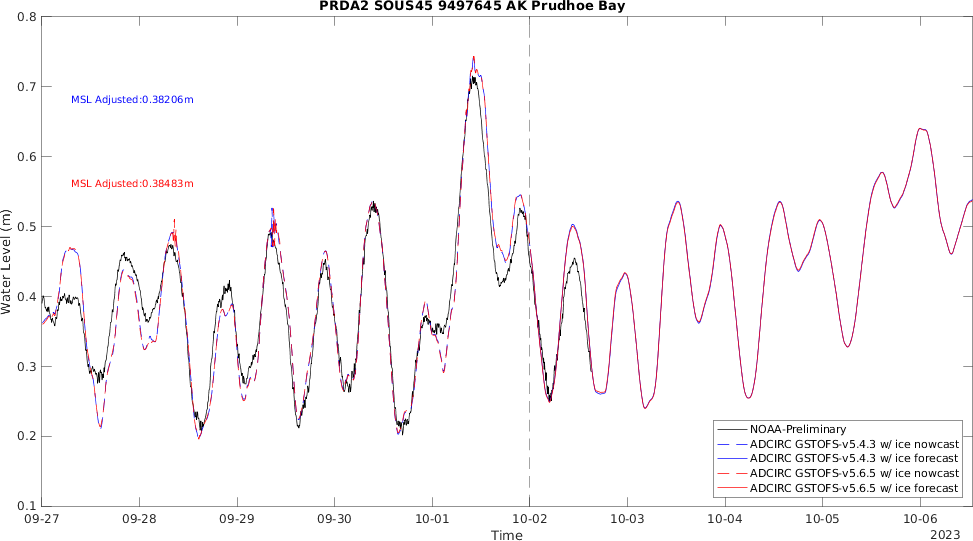 PRDA2 SOUS45 9497645 AK Prudhoe Bay
0.8
0.7
0.6
0.5
0.4
0.3
0.2
0.1
Water Level (m)
MSL Adjusted:0.38206m
MSL Adjusted:0.38483m
NOAA-Preliminary
ADCIRC GSTOFS-v5.4.3 w/ ice nowcast
ADCIRC GSTOFS-v5.4.3 w/ ice forecast
ADCIRC GSTOFS-v5.6.5 w/ ice nowcast
ADCIRC GSTOFS-v5.6.5 w/ ice forecast
09-27 09-28 09-29 09-30 10-01 10-02 10-03 10-04 10-05 10-06
Time
2023